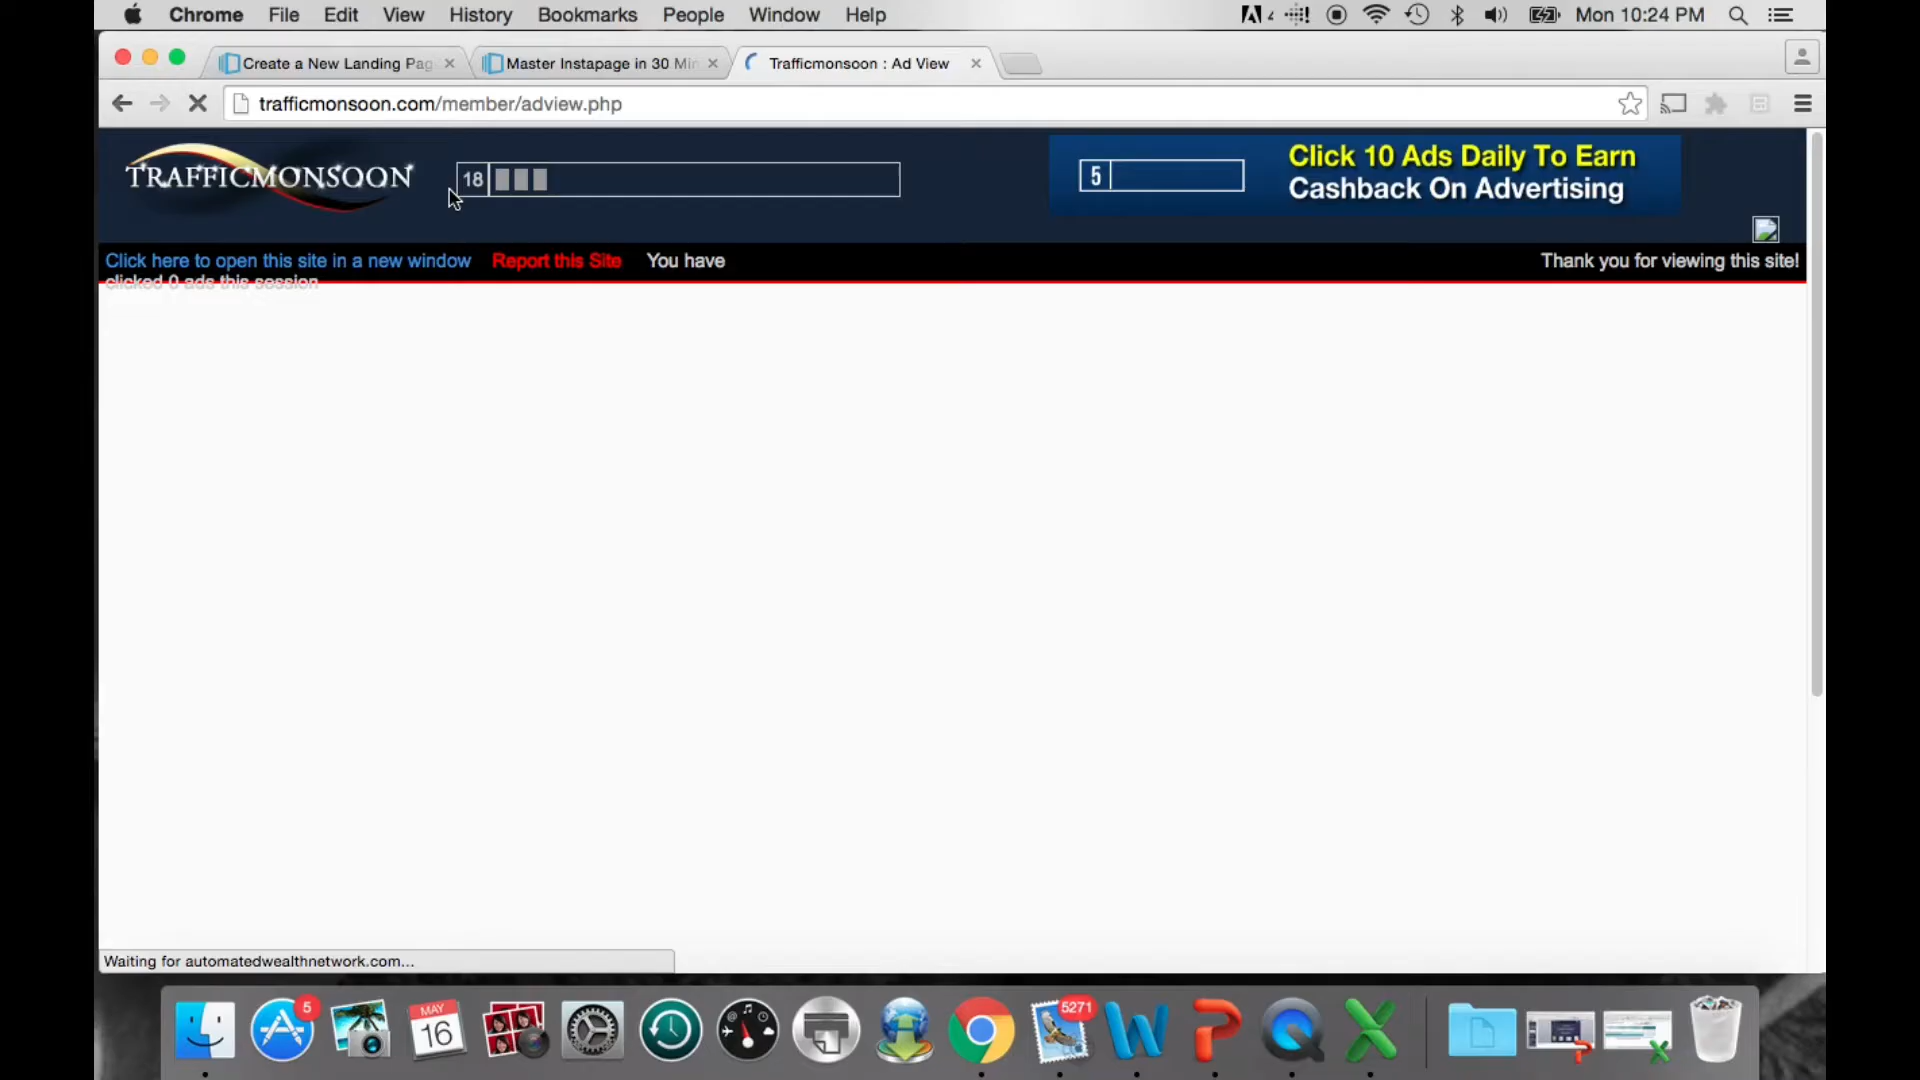 Chrome File Edit View History Bookmarks People Window Help 4 Mon 10:24 PM
Create a New Landing Pag Master Instapage in 30 Min Trafficmonsoon : Ad View
trafficmonsoon.com/member/adview.php
TRAFFICMONSOON
18
5
Click 10 Ads Daily To Earn
Cashback On Advertising
Click here to open this site in a new window Report this Site You have Thank you for viewing this site!
clicked 0 ads this session
Waiting for automatedwealthnetwork.com...
5
MAY
16
5271